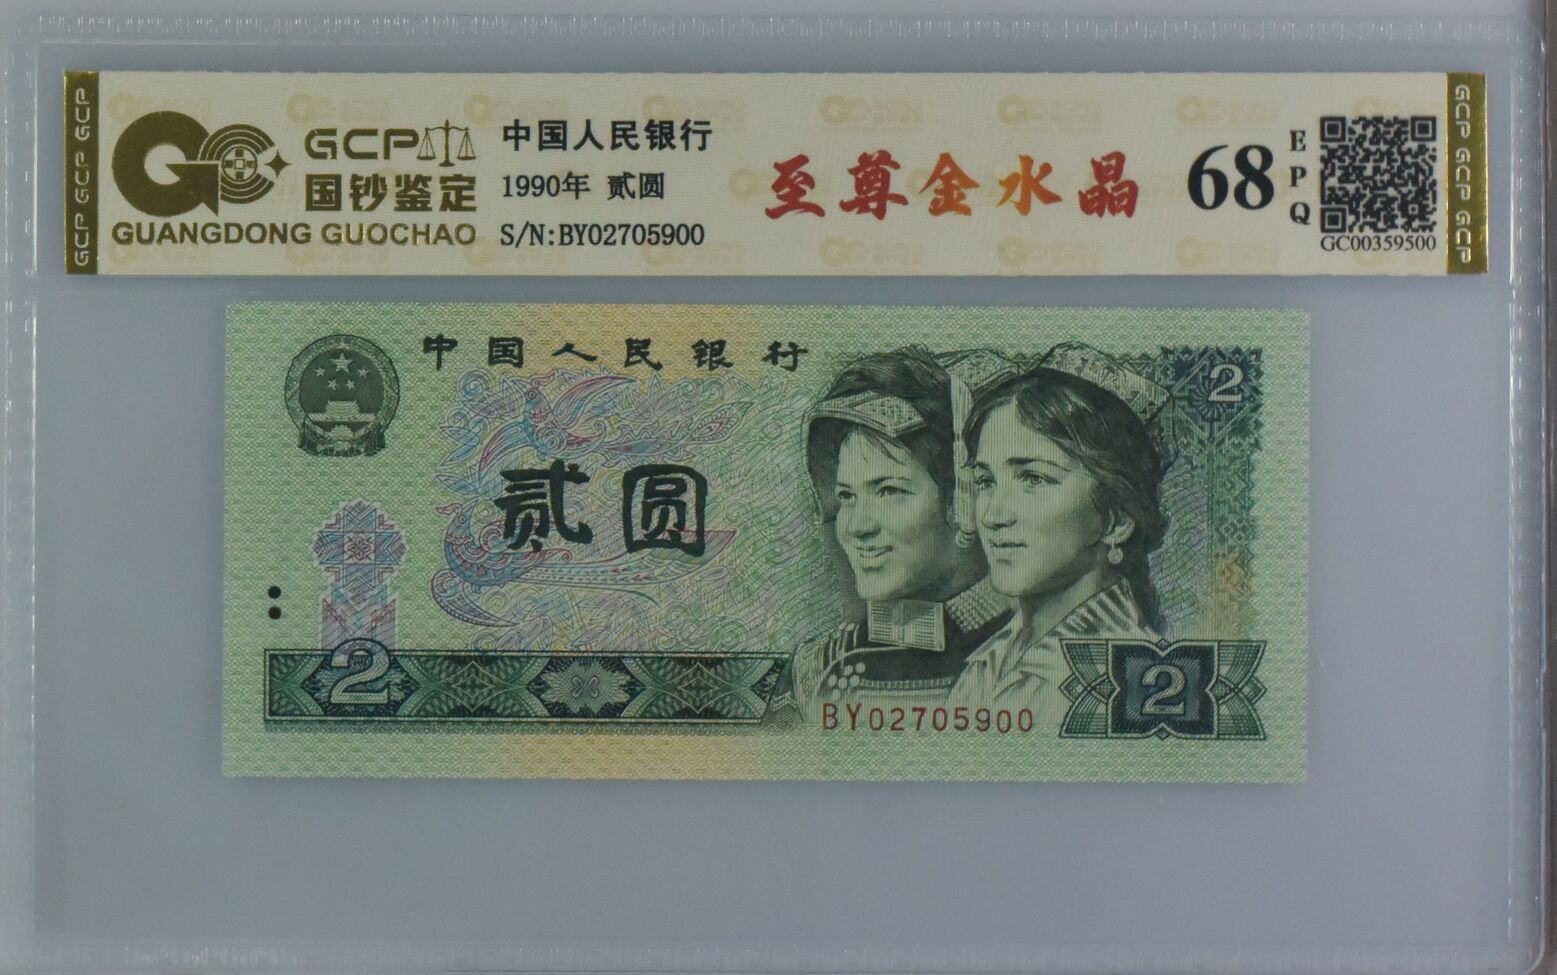 GCP GCP GCP
GCP
国钞鉴定
GUANGDONG GUOCHAO
中国人民银行
1990年 贰圆
S/N:BY02705900
至尊金水晶
68
EPQ
GC00359500
GCP GCP GCP
中国人民银行
2
贰圆
2
2
BY02705900